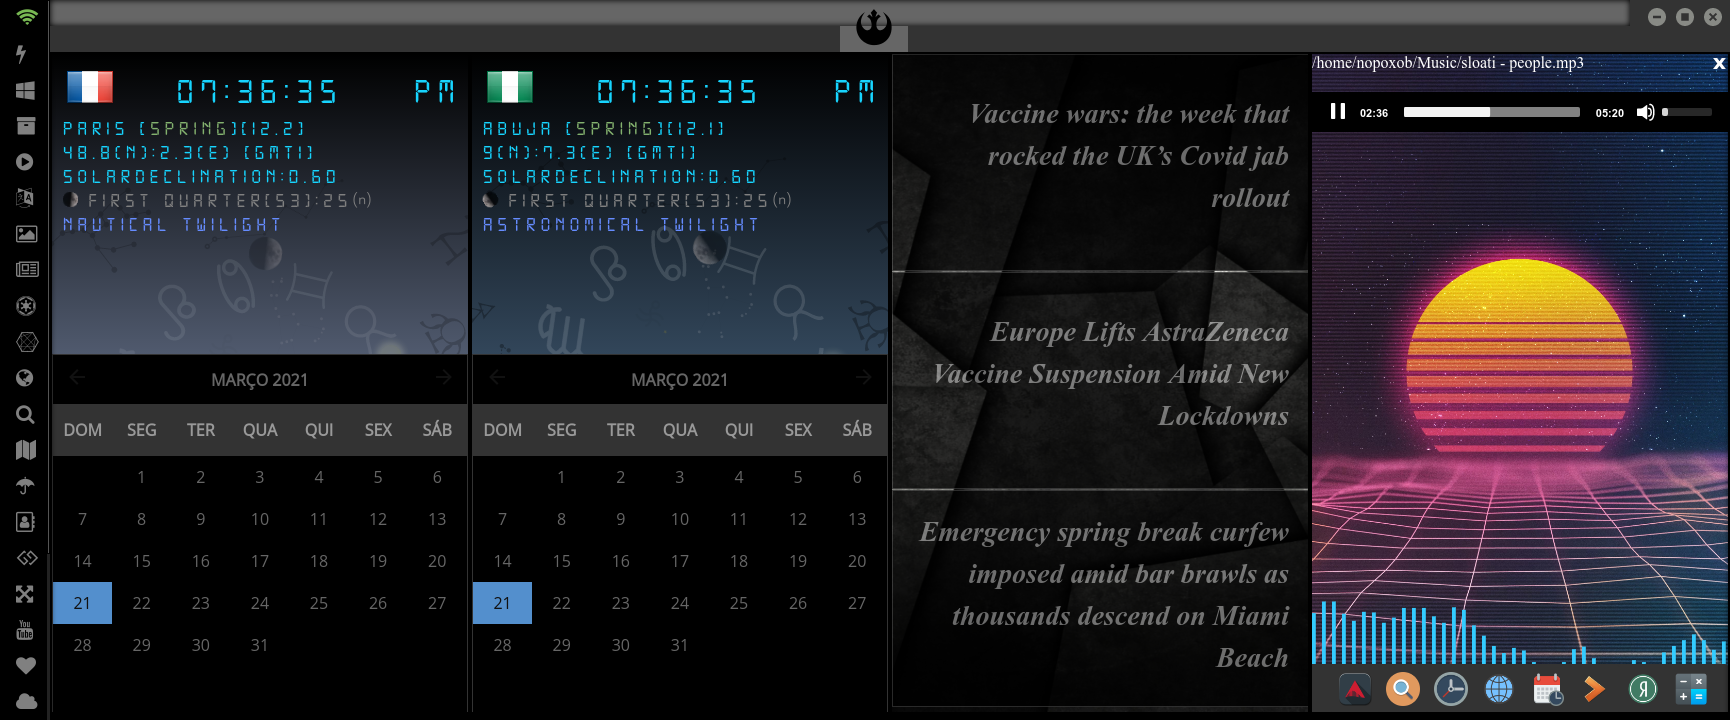 07:36:35 PM
PARIS [SPRING][12.2]
48.8(N):2.3(E) [GMT1]
SOLARDECLINATION:0.60
FIRST QUARTER(53):25(n)
NAUTICAL TWILIGHT
MARÇO 2021
DOM SEG TER QUA QUI SEX SÁB
1 2 3 4 5 6
7 8 9 10 11 12 13
14 15 16 17 18 19 20
21 22 23 24 25 26 27
28 29 30 31
07:36:35 PM
ABUJA [SPRING][12.1]
9(N):7.3(E) [GMT1]
SOLARDECLINATION:0.60
FIRST QUARTER(53):25(n)
ASTRONOMICAL TWILIGHT
MARÇO 2021
DOM SEG TER QUA QUI SEX SÁB
1 2 3 4 5 6
7 8 9 10 11 12 13
14 15 16 17 18 19 20
21 22 23 24 25 26 27
28 29 30 31
Vaccine wars: the week that
rocked the UK’s Covid jab
rollout
Europe Lifts AstraZeneca
Vaccine Suspension Amid New
Lockdowns
Emergency spring break curfew
imposed amid bar brawls as
thousands descend on Miami
Beach
/home/nopoxob/Music/sloati - people.mp3 x
02:36 05:20
You
Tube
Я